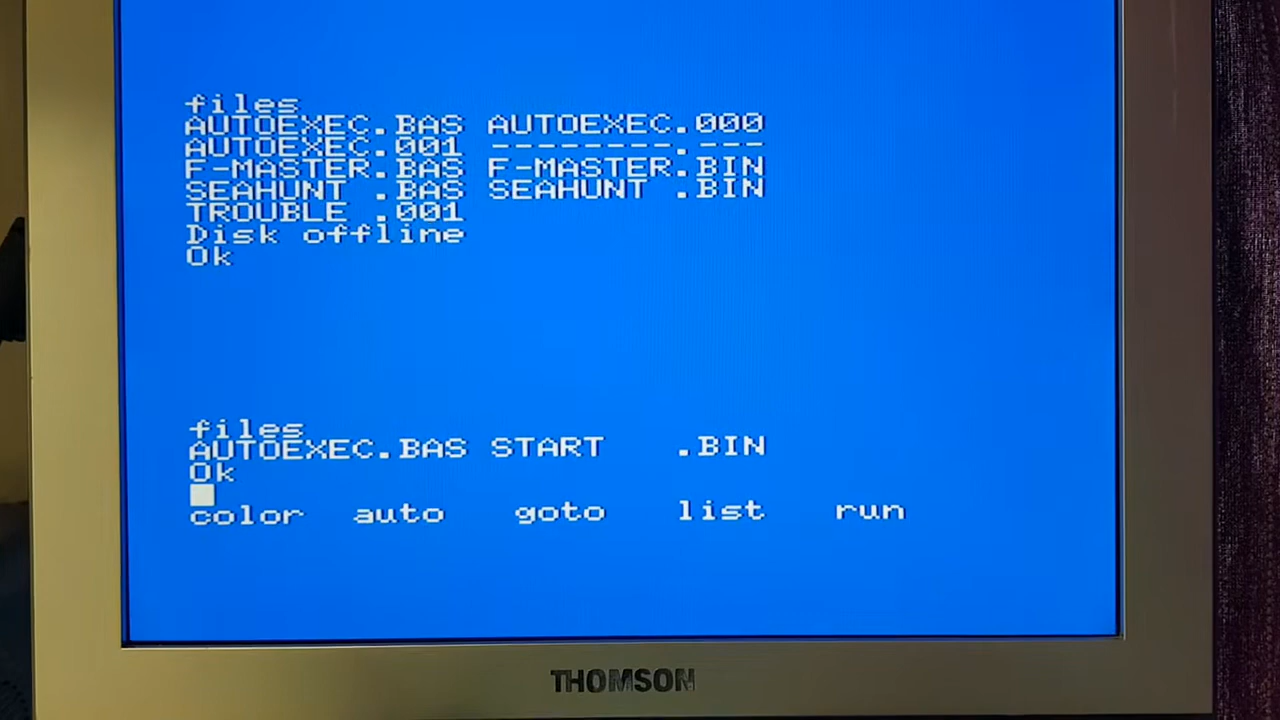 files
AUTOEXEC.BAS AUTOEXEC.000
AUTOEXEC.001 --------.---
F-MASTER.BAS F-MASTER.BIN
SEAHUNT .BAS SEAHUNT .BIN
TROUBLE .001
Disk offline
Ok
files
AUTOEXEC.BAS START   .BIN
Ok
color auto goto list run
THOMSON